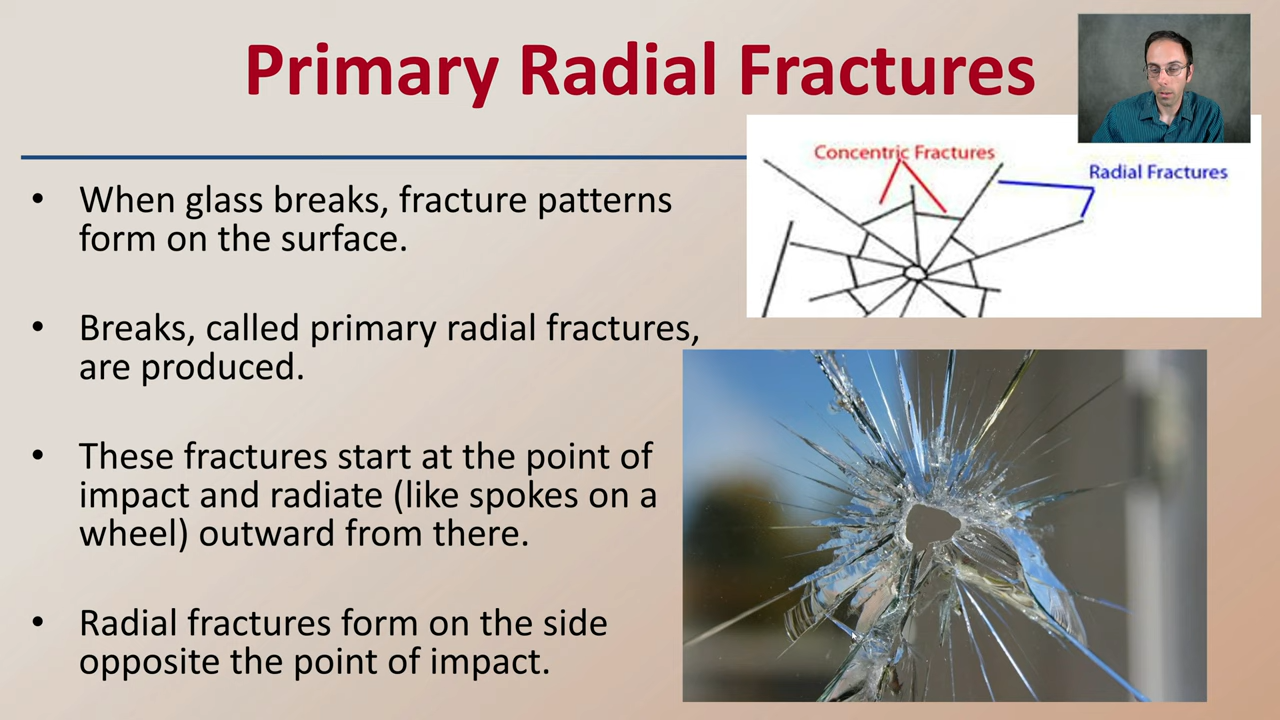 Primary Radial Fractures
Concentric Fractures
Radial Fractures
• When glass breaks, fracture patterns
form on the surface.
• Breaks, called primary radial fractures,
are produced.
• These fractures start at the point of
impact and radiate (like spokes on a
wheel) outward from there.
• Radial fractures form on the side
opposite the point of impact.